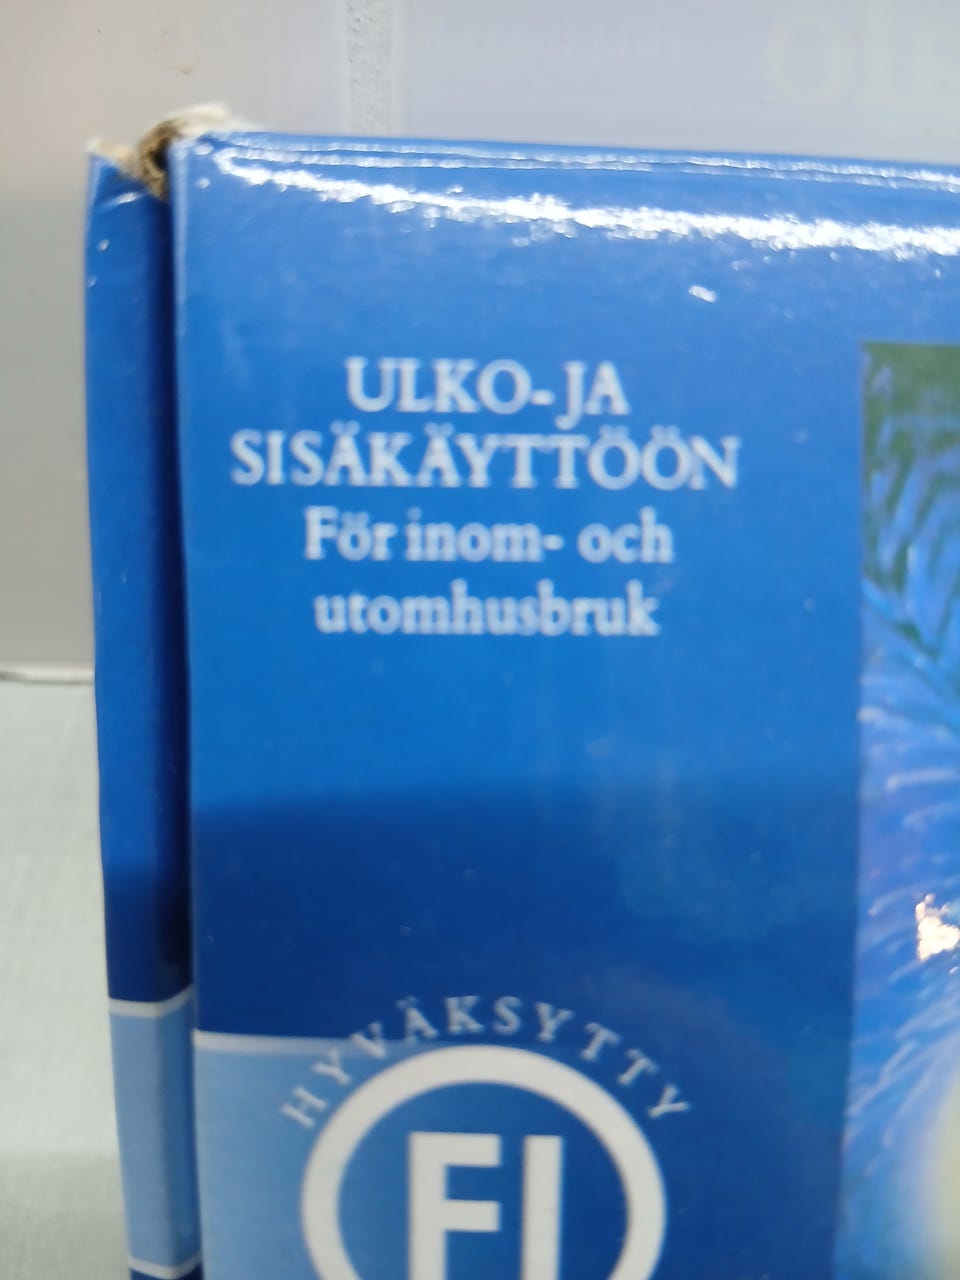 ULKO- JA
SISÄKÄYTTÖÖN
För inom- och
utomhusbruk
HYVÄKSYTTY
FI